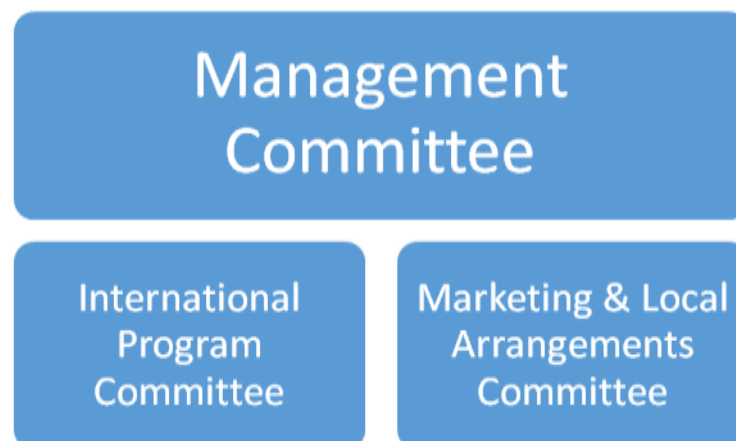 Management
Committee
International
Program
Committee
Marketing & Local
Arrangements
Committee